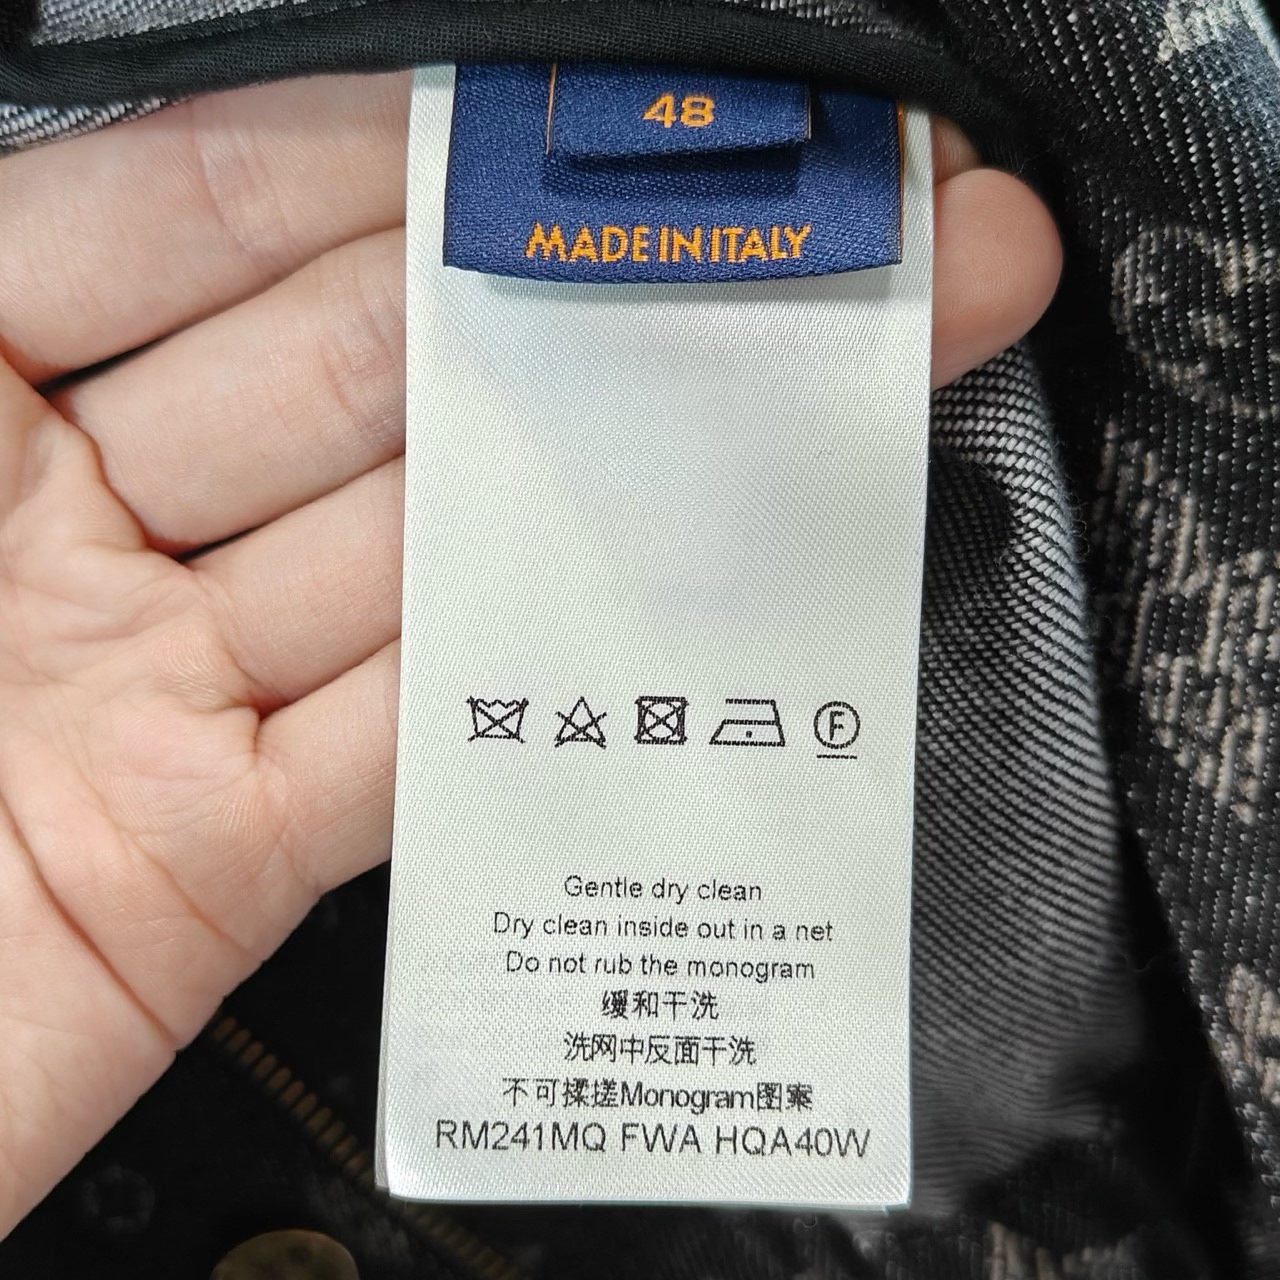 48
MADE IN ITALY
F
Gentle dry clean
Dry clean inside out in a net
Do not rub the monogram
缓和干洗
洗网中反面干洗
不可揉搓Monogram图案
RM241MQ FWA HQA40W